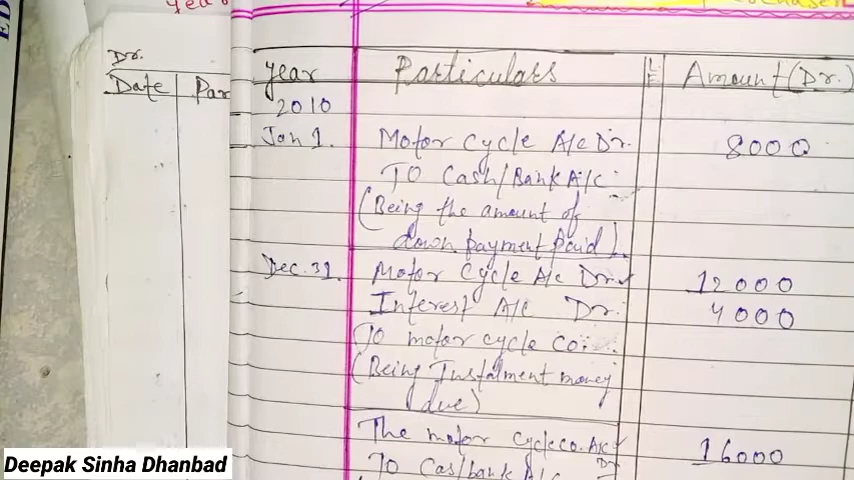 Dr.
Date Par
year Particulars L.F. Amount (Dr.)
2010
Jan 1. Motor Cycle A/c Dr. 8000
TO Cash/Bank A/C
(Being the amount of
down payment paid).
Dec. 31. Motor Cycle A/c Dr. 12000
Interest A/c Dr. 4000
TO motor cycle Co.
(Being Instalment money
due)
The motor cycle co. A/c 16000
Dr
TO Cas/bank A/C
Deepak Sinha Dhanbad